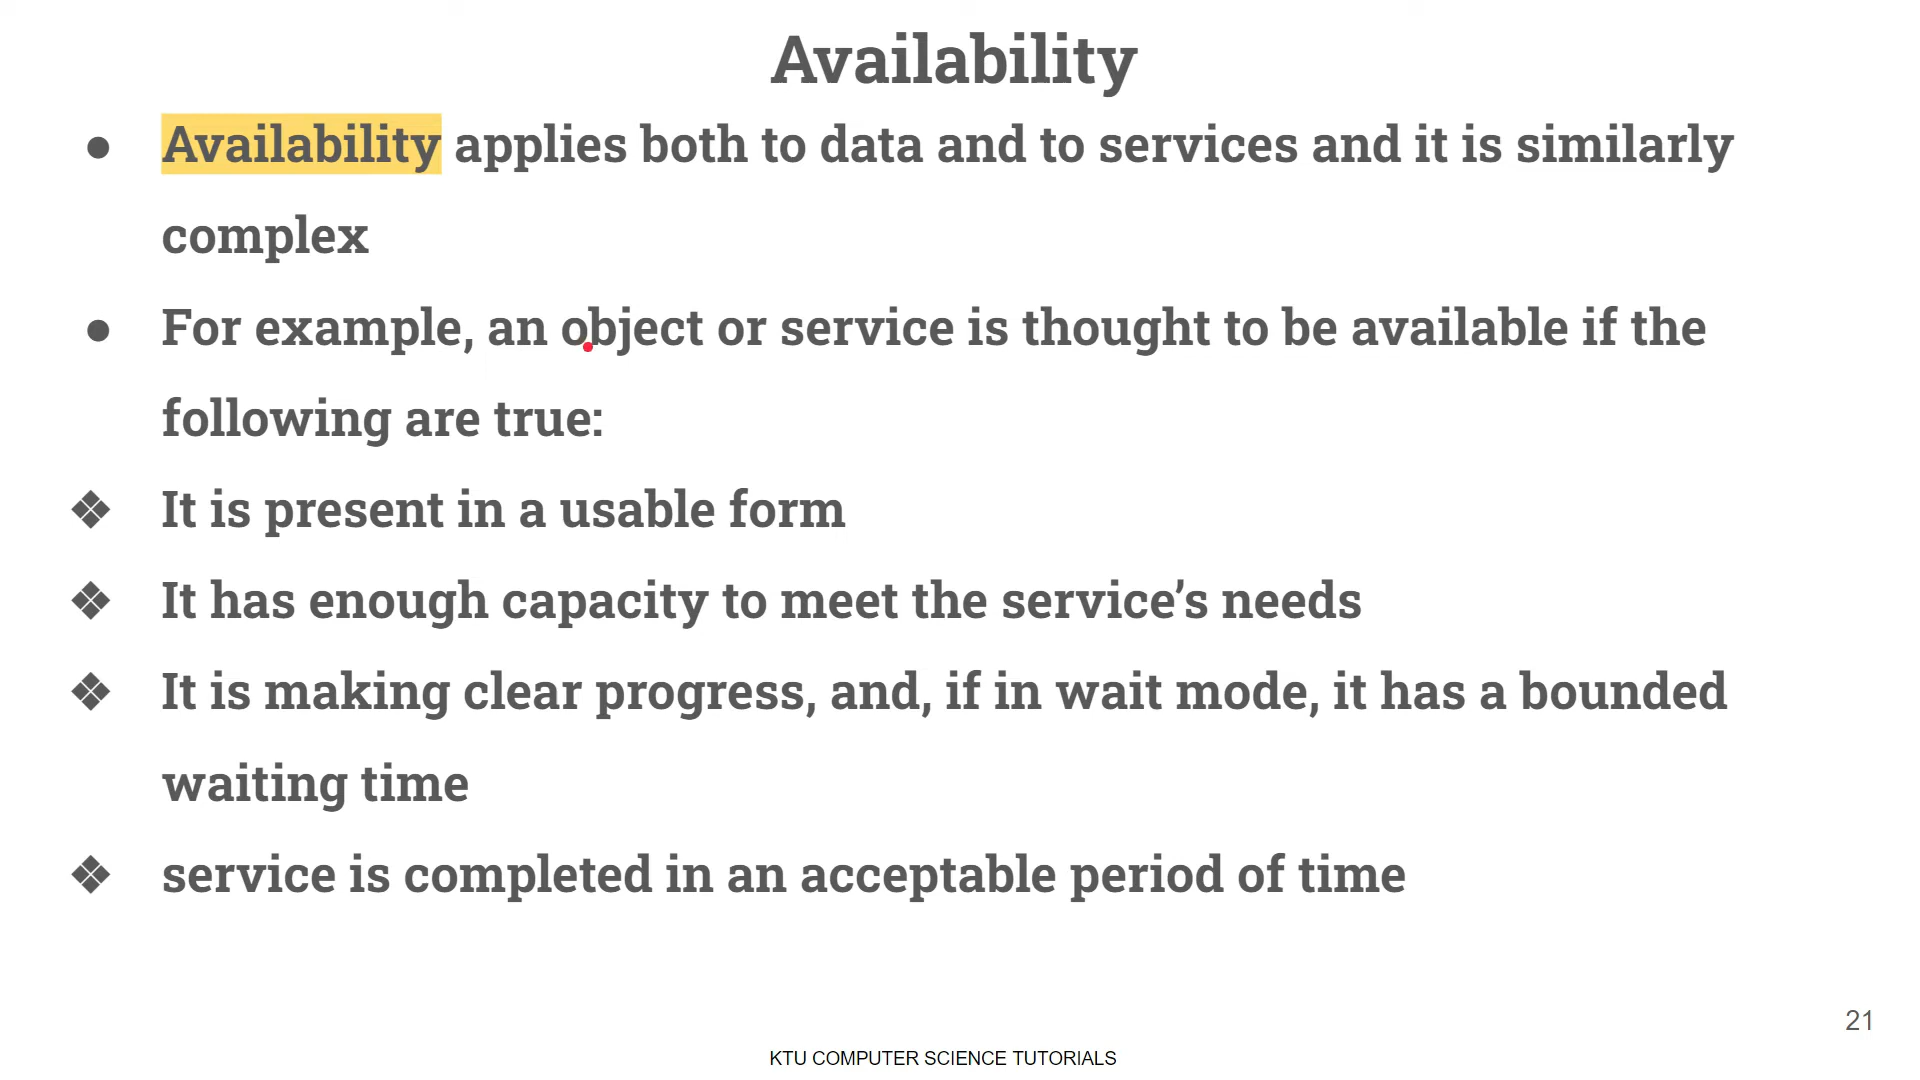 Availability
● Availability applies both to data and to services and it is similarly
complex
● For example, an object or service is thought to be available if the
following are true:
❖ It is present in a usable form
❖ It has enough capacity to meet the service’s needs
❖ It is making clear progress, and, if in wait mode, it has a bounded
waiting time
❖ service is completed in an acceptable period of time
21
KTU COMPUTER SCIENCE TUTORIALS